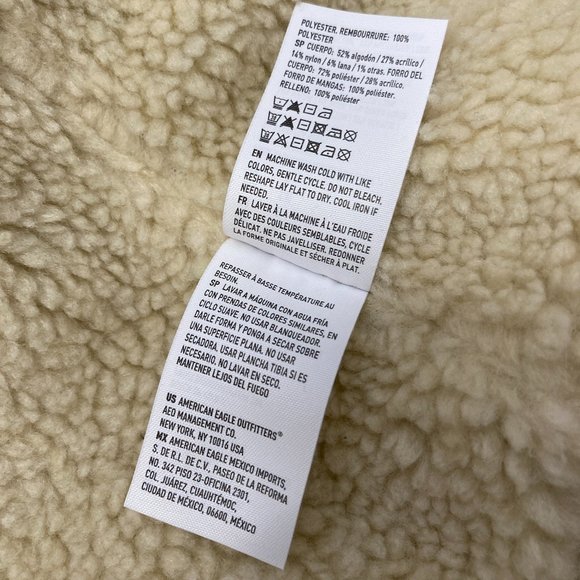 POLYESTER. REMBOURRURE: 100%
POLYESTER
SP CUERPO: 52% algodón / 27% acrílico /
14% nylon / 6% lana / 1% otras. FORRO DEL
CUERPO: 72% poliéster / 28% acrílico.
FORRO DE MANGAS: 100% poliéster.
RELLENO: 100% poliéster
EN MACHINE WASH COLD WITH LIKE
COLORS, GENTLE CYCLE. DO NOT BLEACH.
RESHAPE LAY FLAT TO DRY. COOL IRON IF
NEEDED.
FR LAVER À LA MACHINE À L'EAU FROIDE
AVEC DES COULEURS SEMBLABLES, CYCLE
DÉLICAT. NE PAS JAVELLISER. REDONNER
LA FORME ORIGINALE ET SÉCHER À PLAT.
REPASSER À BASSE TEMPÉRATURE AU
BESOIN.
SP LAVAR A MÁQUINA CON AGUA FRÍA
CON PRENDAS DE COLORES SIMILARES, EN
CICLO SUAVE. NO USAR BLANQUEADOR.
DARLE FORMA Y PONGA A SECAR SOBRE
UNA SUPERFICIE PLANA. NO USAR
SECADORA. USAR PLANCHA TIBIA SI ES
NECESARIO, NO LAVAR EN SECO.
MANTENER LEJOS DEL FUEGO
US AMERICAN EAGLE OUTFITTERS®
AEO MANAGEMENT CO.
NEW YORK, NY 10016 USA
MX AMERICAN EAGLE MEXICO IMPORTS,
S. DE R.L. DE C.V., PASEO DE LA REFORMA
NO. 342 PISO 23-OFICINA 2301,
COL. JUÁREZ, CUAUHTÉMOC,
CIUDAD DE MÉXICO, 06600, MÉXICO